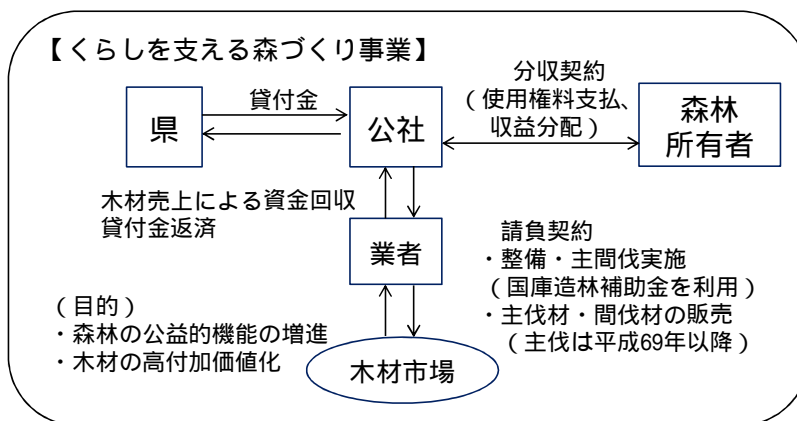 【くらしを支える森づくり事業】
県
貸付金
公社
分収契約
（使用権料支払、
収益分配）
森林
所有者
木材売上による資金回収
貸付金返済
業者
請負契約
・整備・主間伐実施
（国庫造林補助金を利用）
・主伐材・間伐材の販売
（主伐は平成69年以降）
（目的）
・森林の公益的機能の増進
・木材の高付加価値化
木材市場